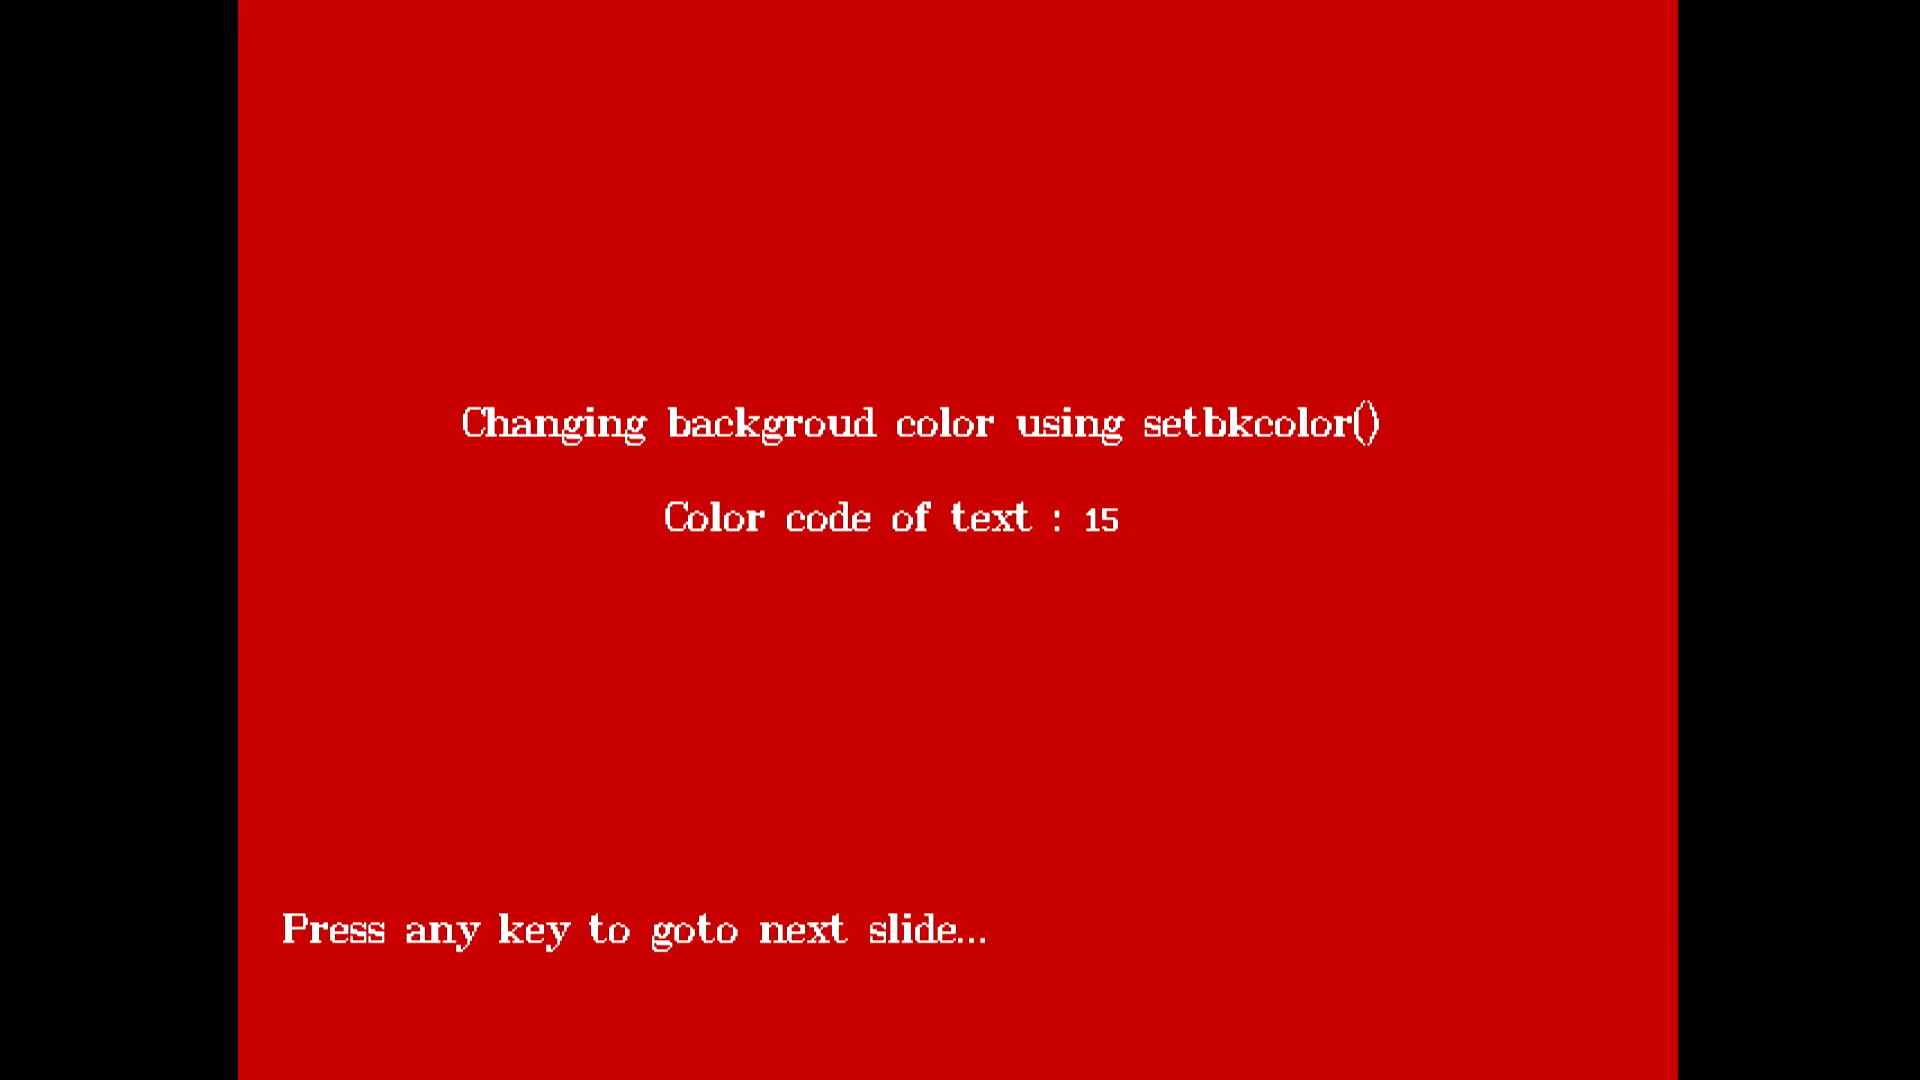 Changing backgroud color using setbkcolor()
Color code of text : 15
Press any key to goto next slide...